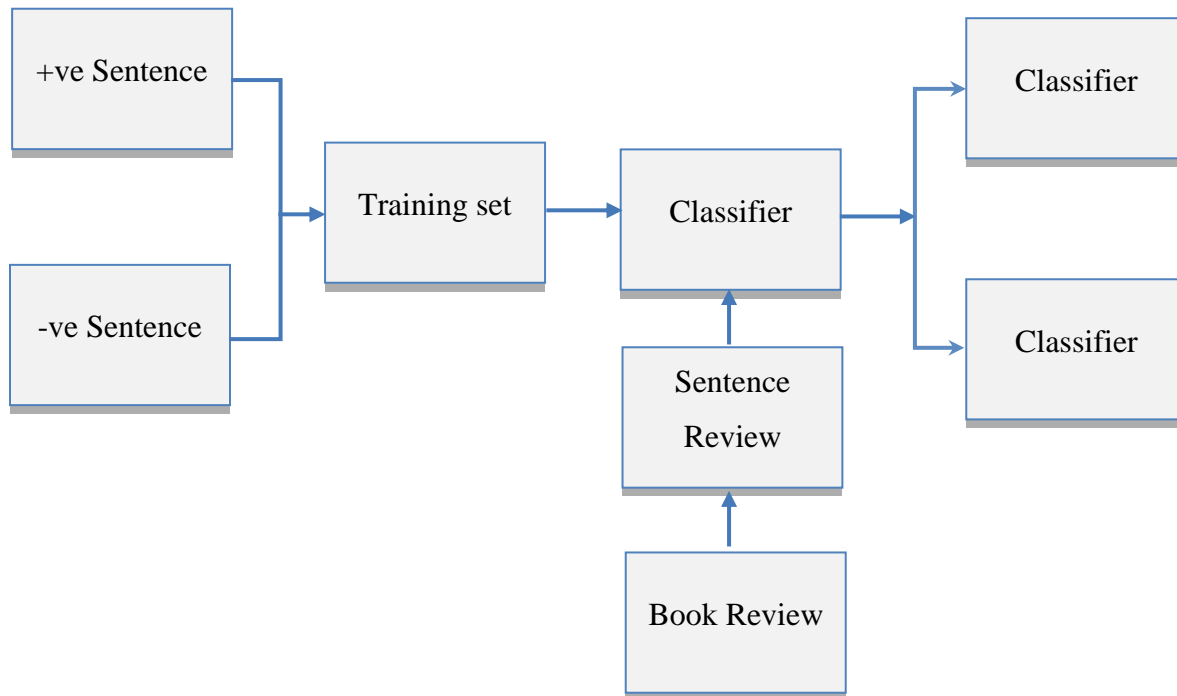 +ve Sentence
-ve Sentence
Training set
Classifier
Classifier
Classifier
Sentence
Review
Book Review